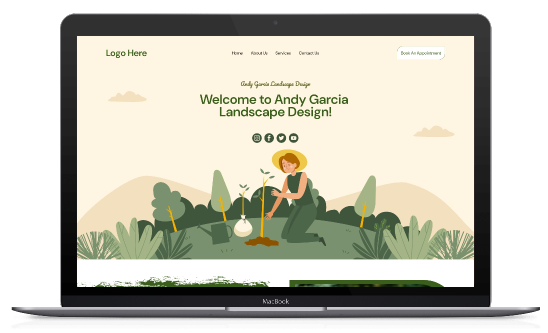 Logo Here
Home About Us Services Contact Us
Book An Appointment
Andy Garcia Landscape Design
Welcome to Andy Garcia
Landscape Design!
MacBook